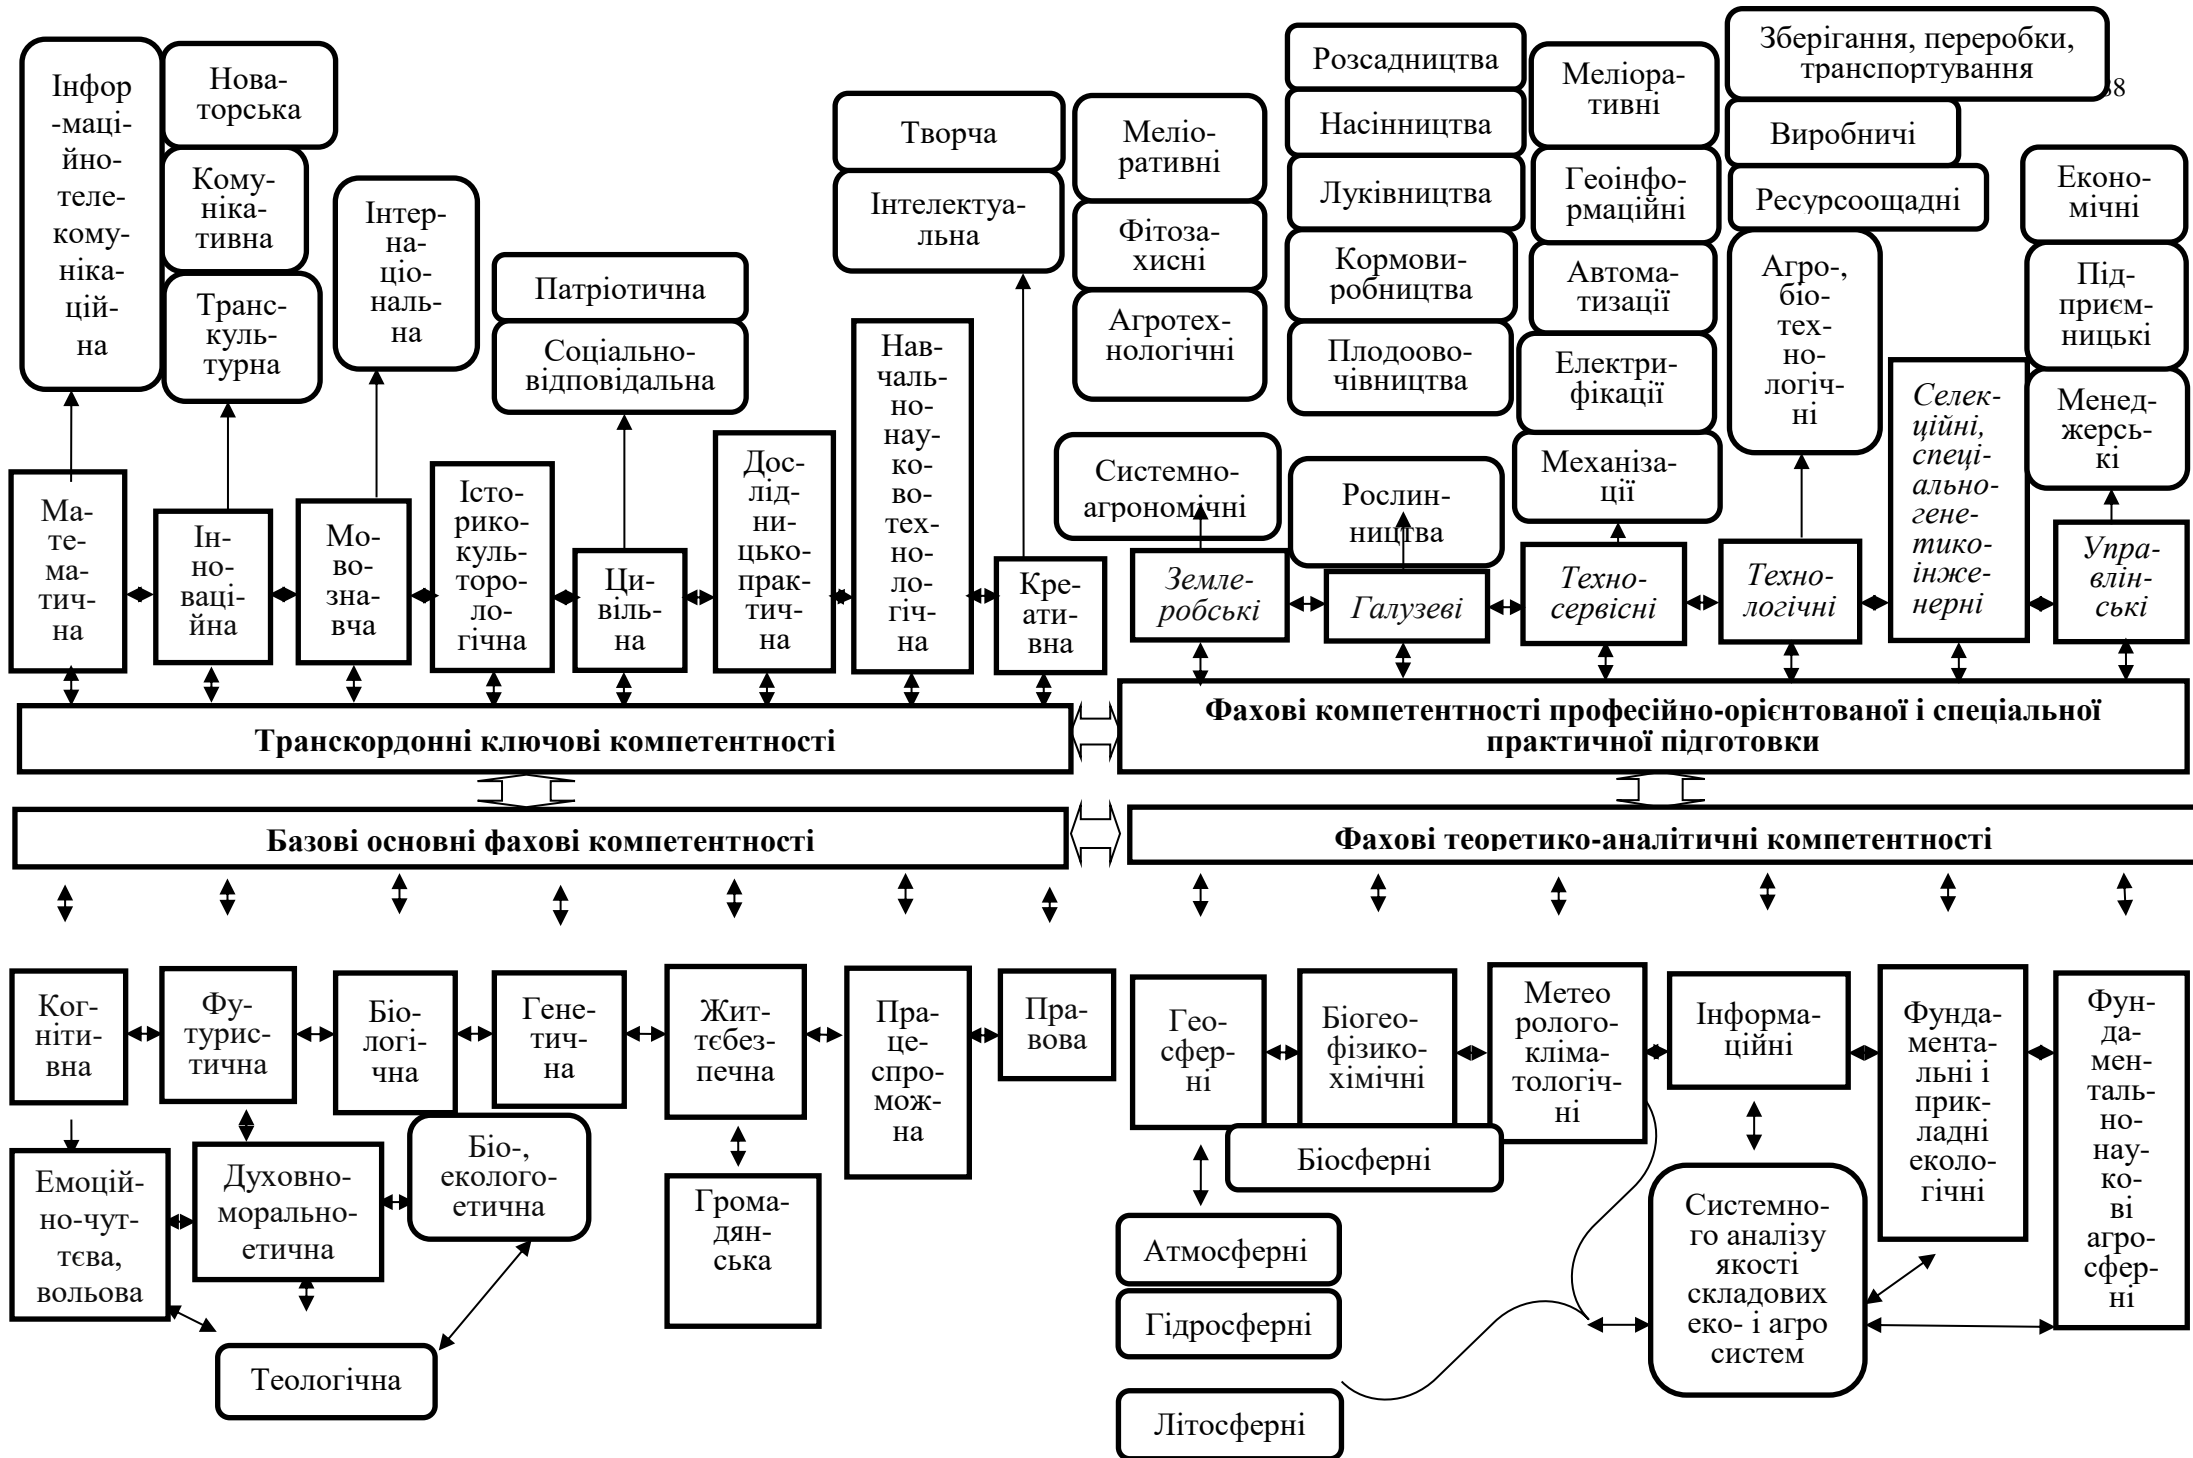 Інфор
-маці-
йно-
теле-
кому-
ніка-
цій-
на
Нова-
торська
Кому-
ніка-
тивна
Транс-
куль-
турна
Інтер-
на-
ціо-
наль-
на
Патріотична
Соціально-
відповідальна
Творча
Інтелектуа-
льна
Меліо-
ративні
Фітоза-
хисні
Агротех-
нологічні
Системно-
агрономічні
Розсадництва
Насінництва
Луківництва
Кормови-
робництва
Плодоово-
чівництва
Рослин-
ництва
Меліора-
тивні
Геоінфо-
рмаційні
Автома-
тизації
Електри-
фікації
Механіза-
ції
Зберігання, переробки,
транспортування
Виробничі
Ресурсоощадні
Агро-,
біо-
тех-
но-
логіч-
ні
Еконо-
мічні
Під-
приєм-
ницькі
Менед-
жерсь-
кі
Ма-
те-
ма-
тич-
на
Ін-
но-
ваці-
йна
Мо-
во-
зна-
вча
Істо-
рико-
куль-
торо-
ло-
гічна
Ци-
віль-
на
Дос-
лід-
ни-
цько-
прак-
тич-
на
Нав-
чаль-
но-
нау-
ко-
во-
тех-
но-
ло-
гіч-
на
Кре-
ати-
вна
Земле-
робські
Галузеві
Техно-
сервісні
Техно-
логічні
Селек-
ційні,
спеці-
ально-
гене-
тико-
інже-
нерні
Упра-
влін-
ські
Транскордонні ключові компетентності
Фахові компетентності професійно-орієнтованої і спеціальної
практичної підготовки
Базові основні фахові компетентності
Фахові теоретико-аналітичні компетентності
Ког-
ніти-
вна
Фу-
турис-
тична
Біо-
логі-
чна
Гене-
тич-
на
Жит-
тєбез-
печна
Пра-
це-
спро-
мож-
на
Пра-
вова
Гео-
сфер-
ні
Біогео-
фізико-
хімічні
Метео
ролого-
кліма-
тологіч-
ні
Інформа-
ційні
Фунда-
мента-
льні і
прик-
ладні
еколо-
гічні
Фун-
да-
мен-
таль-
но-
нау-
ко-
ві
агро-
сфер-
ні
Емоцій-
но-чут-
тєва,
вольова
Духовно-
морально-
етична
Біо-,
еколого-
етична
Грома-
дян-
ська
Біосферні
Атмосферні
Гідросферні
Літосферні
Системно-
го аналізу
якості
складових
еко- і агро
систем
Теологічна